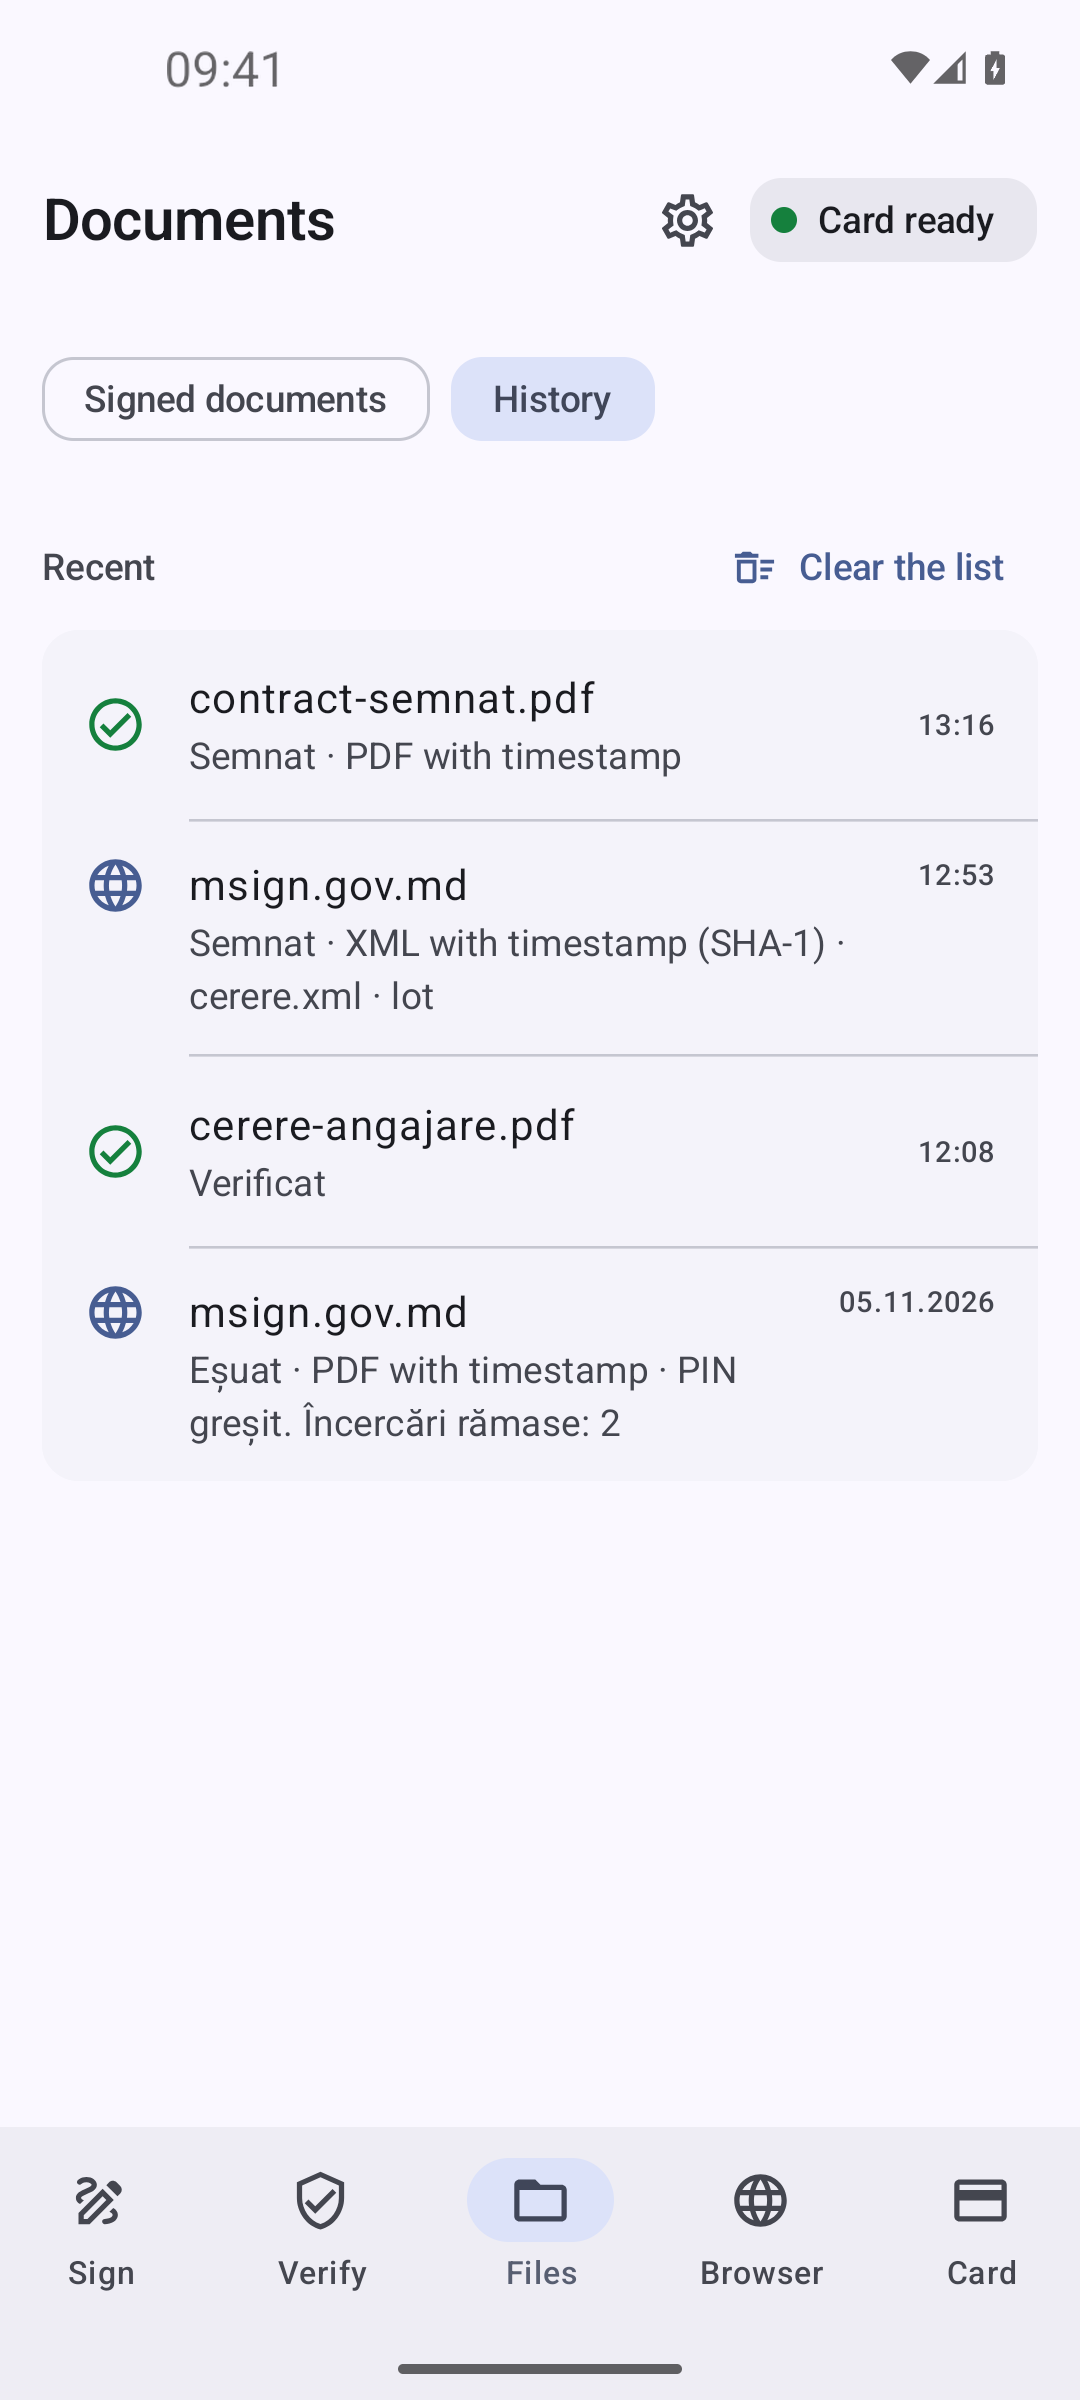 09:41
Documents
Card ready
Signed documents
History
Recent
Clear the list
contract-semnat.pdf
Semnat · PDF with timestamp
13:16
msign.gov.md
12:53
Semnat · XML with timestamp (SHA-1) ·
cerere.xml · lot
cerere-angajare.pdf
Verificat
12:08
msign.gov.md
05.11.2026
Eșuat · PDF with timestamp · PIN
greșit. Încercări rămase: 2
Sign
Verify
Files
Browser
Card